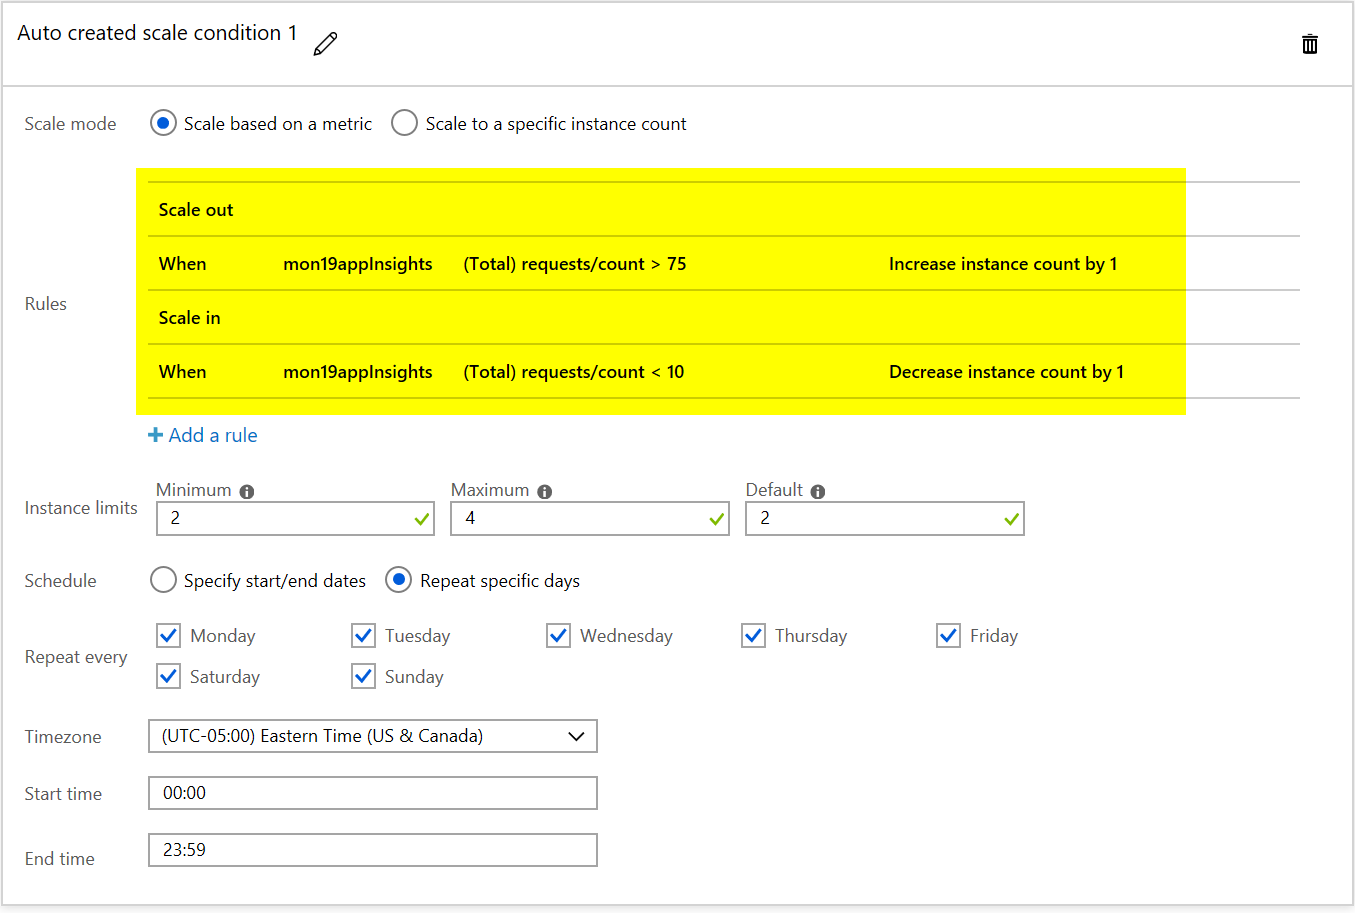 Auto created scale condition 1
Scale mode Scale based on a metric Scale to a specific instance count
Rules
Scale out
When mon19appInsights (Total) requests/count > 75 Increase instance count by 1
Scale in
When mon19appInsights (Total) requests/count < 10 Decrease instance count by 1
+ Add a rule
Instance limits
Minimum Maximum Default
2 4 2
Schedule Specify start/end dates Repeat specific days
Repeat every
Monday Tuesday Wednesday Thursday Friday
Saturday Sunday
Timezone (UTC-05:00) Eastern Time (US & Canada)
Start time 00:00
End time 23:59